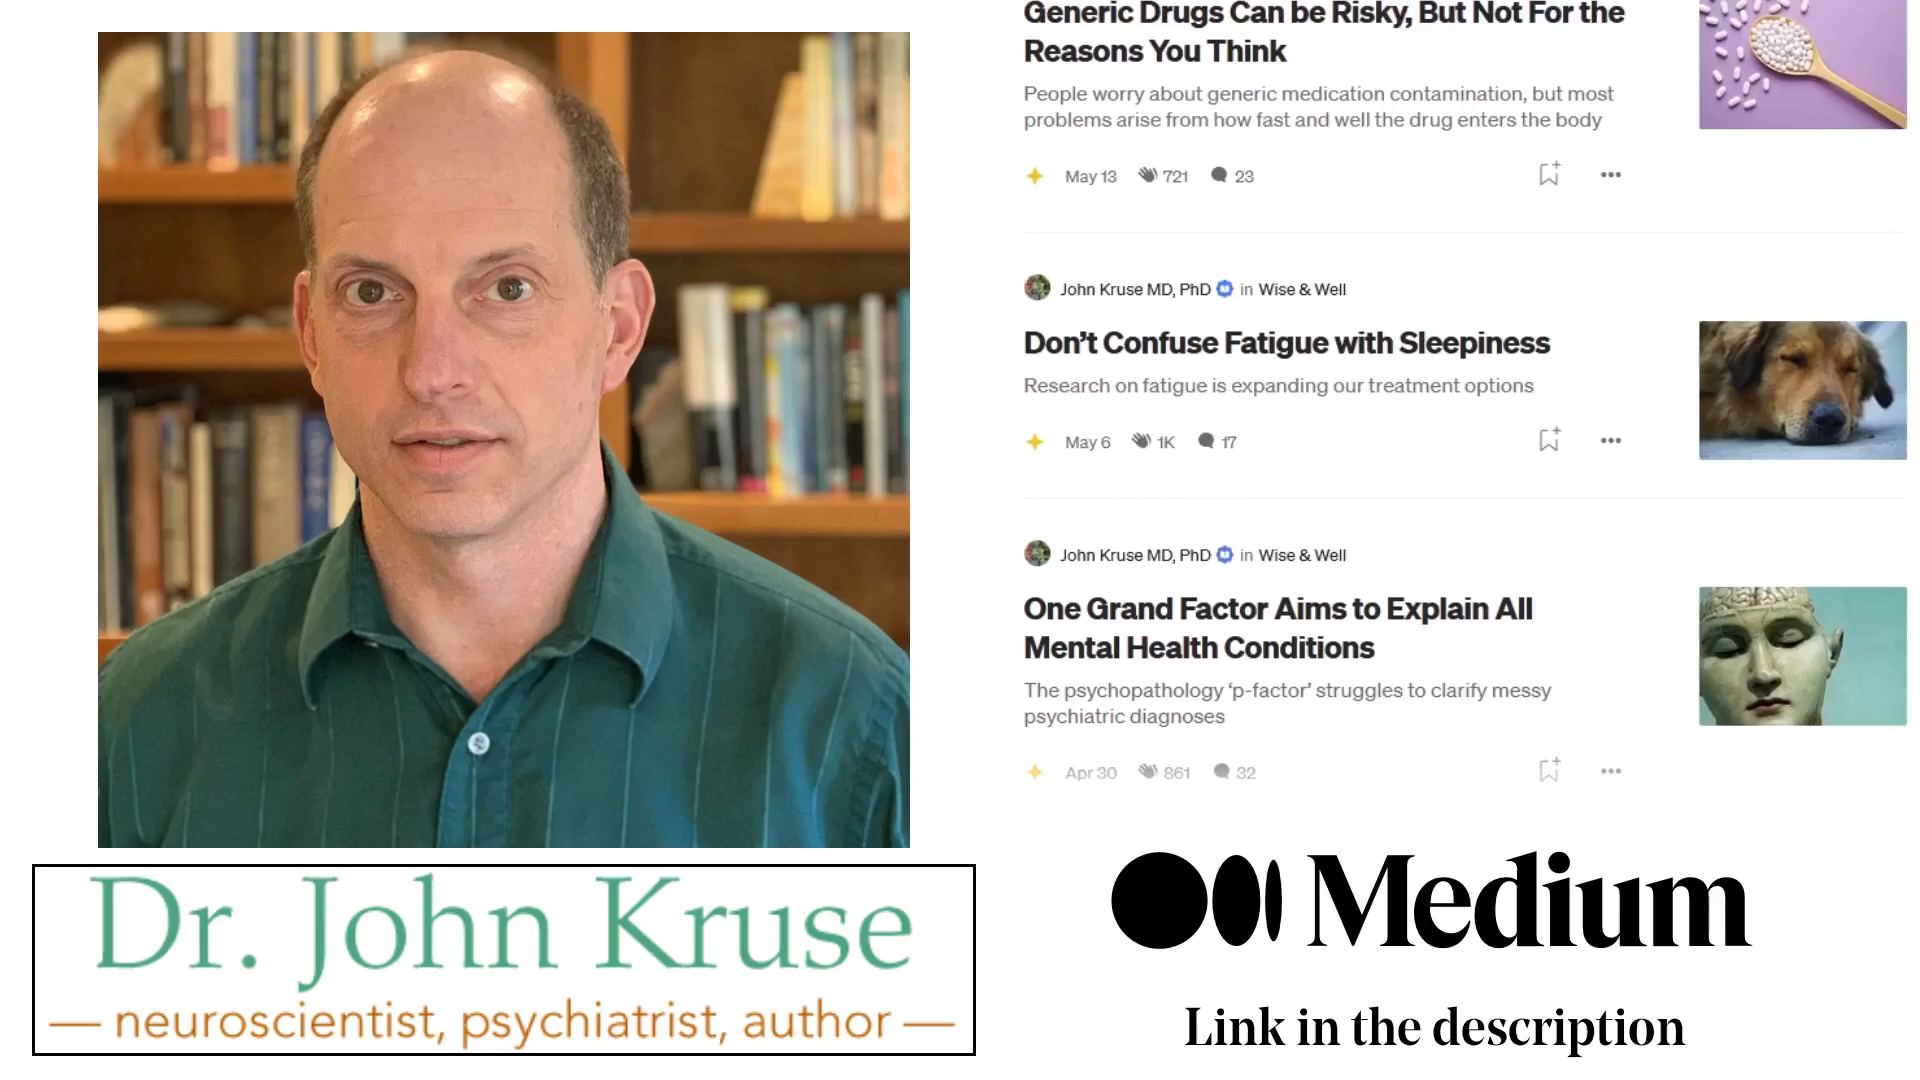 Dr. John Kruse
— neuroscientist, psychiatrist, author —
Generic Drugs Can be Risky, But Not For the
Reasons You Think
People worry about generic medication contamination, but most
problems arise from how fast and well the drug enters the body
May 13 721 23
John Kruse MD, PhD in Wise & Well
Don’t Confuse Fatigue with Sleepiness
Research on fatigue is expanding our treatment options
May 6 1K 17
John Kruse MD, PhD in Wise & Well
One Grand Factor Aims to Explain All
Mental Health Conditions
The psychopathology ‘p-factor’ struggles to clarify messy
psychiatric diagnoses
Apr 30 861 32
Medium
Link in the description